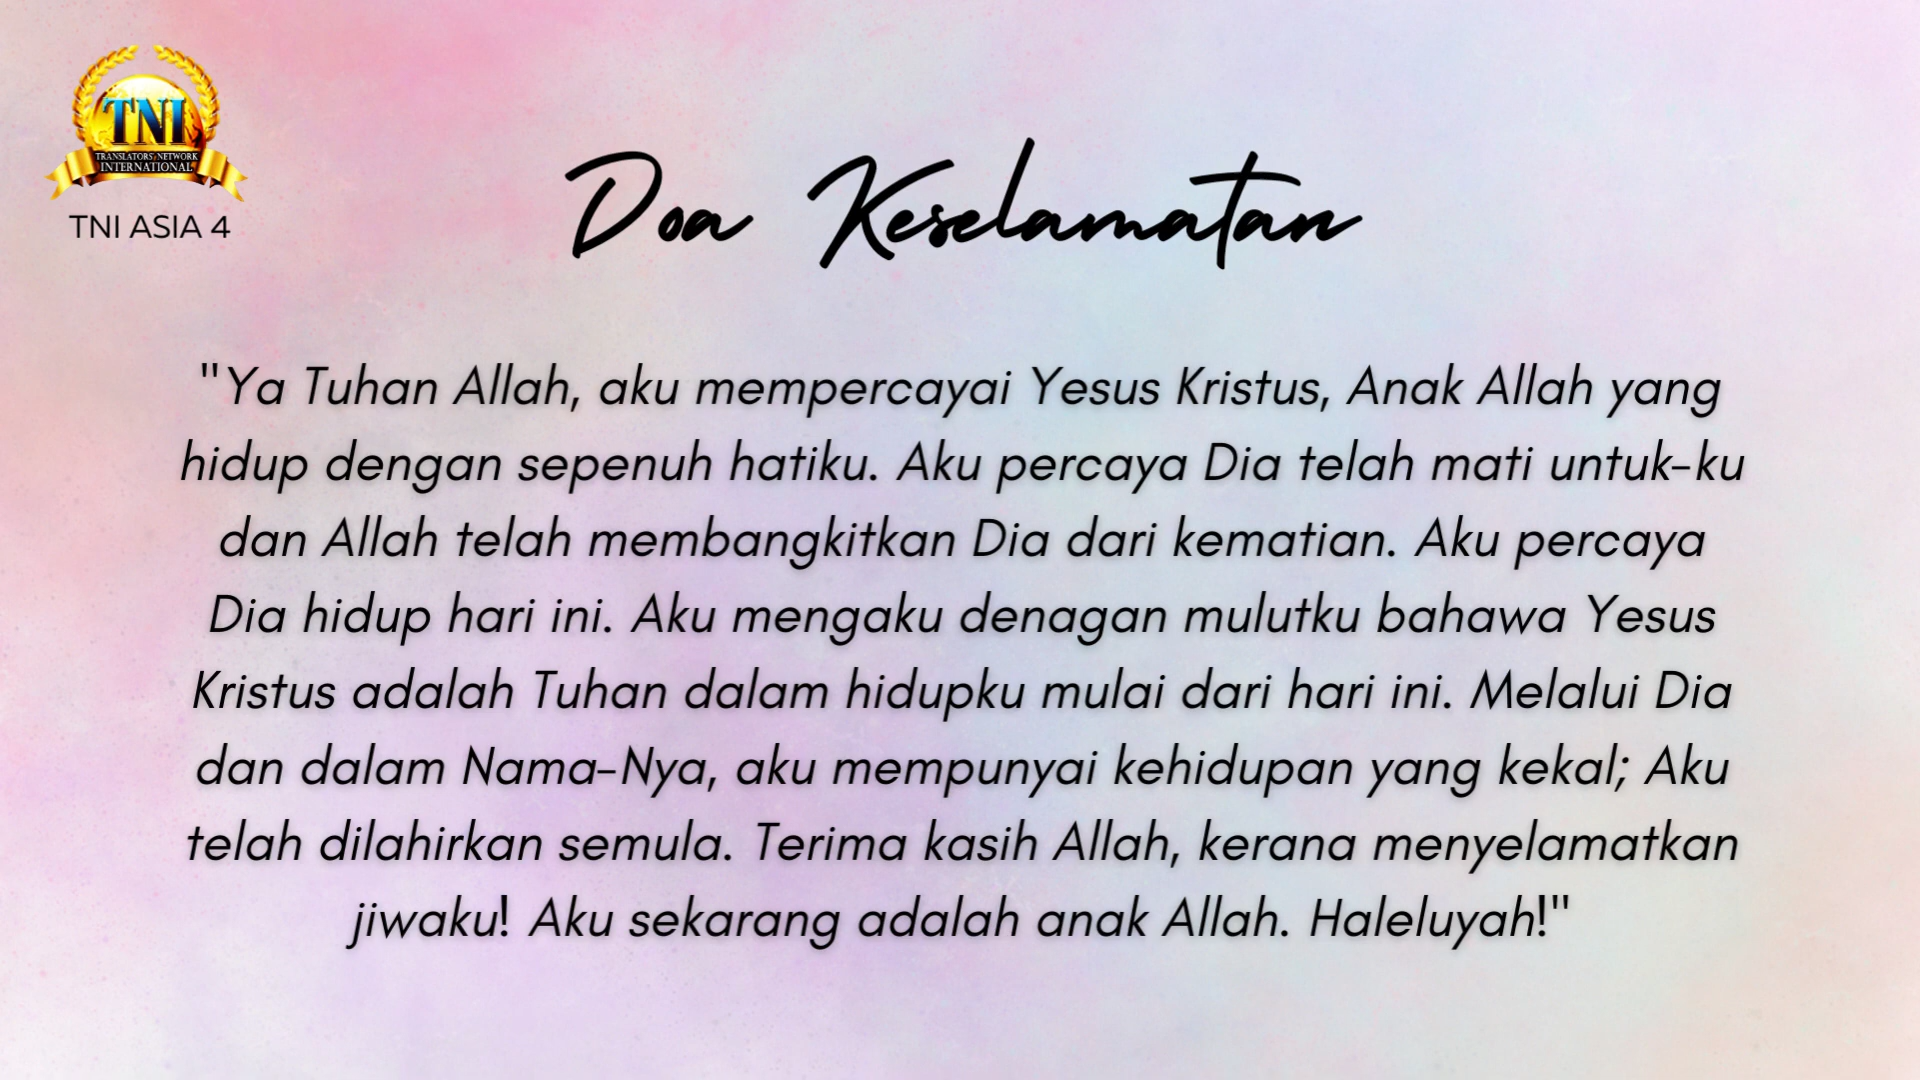 TNI
TRANSLATORS' NETWORK
INTERNATIONAL
TNI ASIA 4
Doa Keselamatan
"Ya Tuhan Allah, aku mempercayai Yesus Kristus, Anak Allah yang
hidup dengan sepenuh hatiku. Aku percaya Dia telah mati untuk-ku
dan Allah telah membangkitkan Dia dari kematian. Aku percaya
Dia hidup hari ini. Aku mengaku denagan mulutku bahawa Yesus
Kristus adalah Tuhan dalam hidupku mulai dari hari ini. Melalui Dia
dan dalam Nama-Nya, aku mempunyai kehidupan yang kekal; Aku
telah dilahirkan semula. Terima kasih Allah, kerana menyelamatkan
jiwaku! Aku sekarang adalah anak Allah. Haleluyah!"